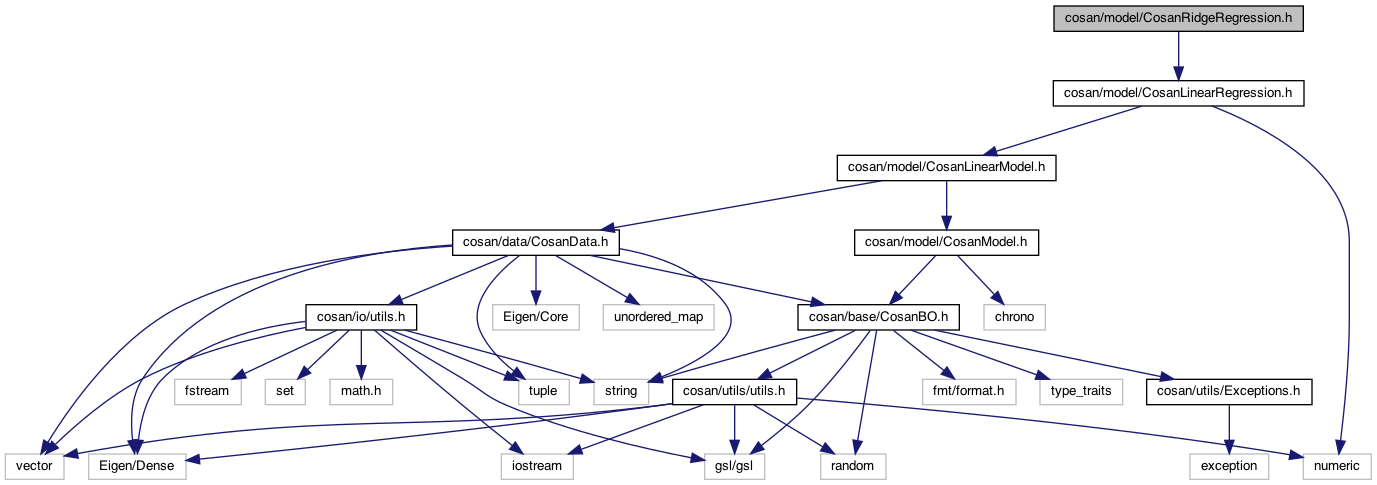 cosan/model/CosanRidgeRegression.h
cosan/model/CosanLinearRegression.h
cosan/model/CosanLinearModel.h
cosan/data/CosanData.h
cosan/model/CosanModel.h
cosan/io/utils.h
Eigen/Core
unordered_map
cosan/base/CosanBO.h
chrono
fstream
set
math.h
tuple
string
cosan/utils/utils.h
fmt/format.h
type_traits
cosan/utils/Exceptions.h
vector
Eigen/Dense
iostream
gsl/gsl
random
exception
numeric